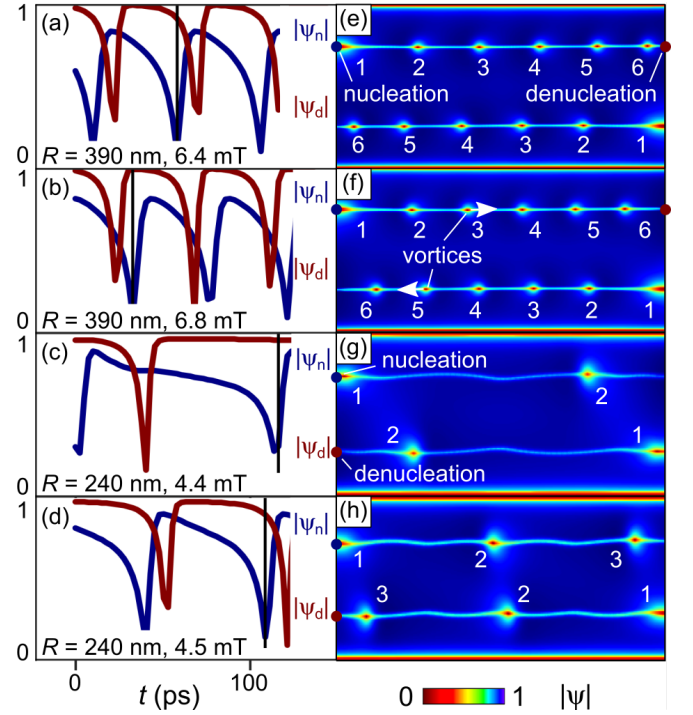 1 (a) |ψn| |ψd| 0 R = 390 nm, 6.4 mT
(e) 1 2 3 4 5 6
nucleation denucleation
6 5 4 3 2 1
1 (b) |ψn| |ψd| 0 R = 390 nm, 6.8 mT
(f) 1 2 3 4 5 6
vortices
6 5 4 3 2 1
1 (c) |ψn| |ψd| 0 R = 240 nm, 4.4 mT
(g) nucleation
1 2
2 1
denucleation
1 (d) |ψn| |ψd| 0 R = 240 nm, 4.5 mT
(h) 1 2 3
3 2 1
0 100
t (ps)
0 1 |ψ|